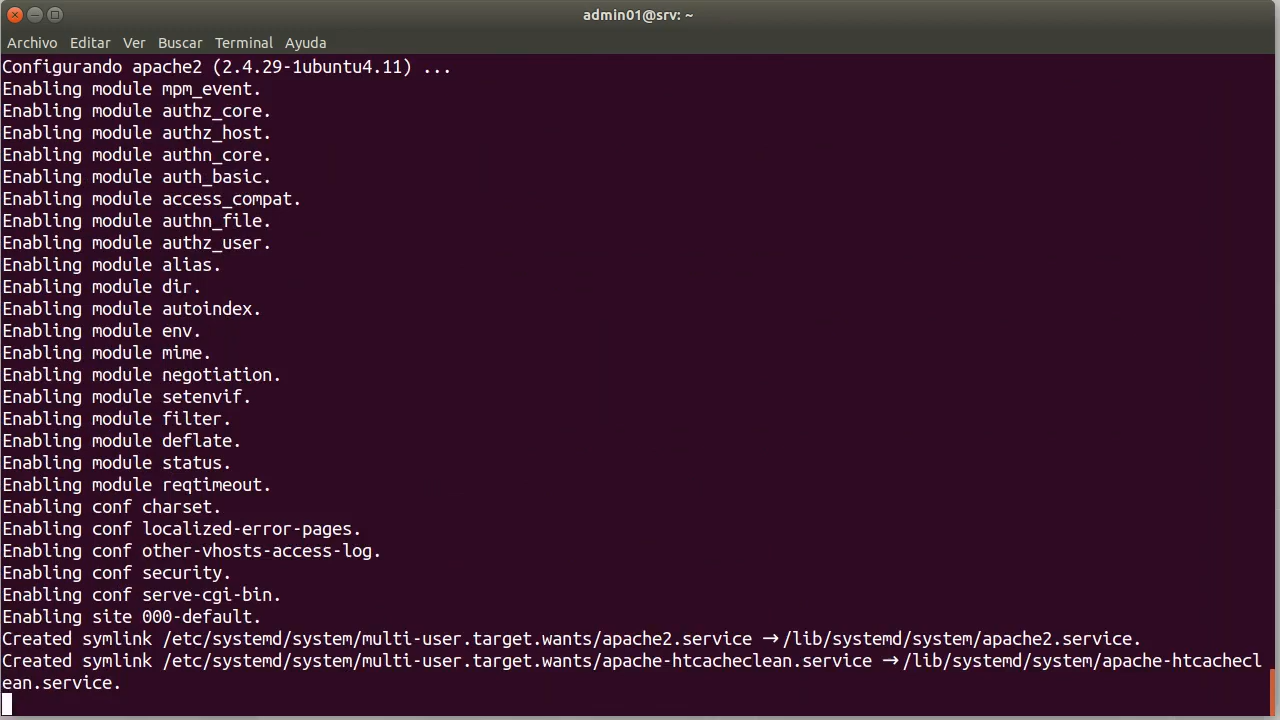 admin01@srv: ~
Archivo Editar Ver Buscar Terminal Ayuda
Configurando apache2 (2.4.29-1ubuntu4.11) ...
Enabling module mpm_event.
Enabling module authz_core.
Enabling module authz_host.
Enabling module authn_core.
Enabling module auth_basic.
Enabling module access_compat.
Enabling module authn_file.
Enabling module authz_user.
Enabling module alias.
Enabling module dir.
Enabling module autoindex.
Enabling module env.
Enabling module mime.
Enabling module negotiation.
Enabling module setenvif.
Enabling module filter.
Enabling module deflate.
Enabling module status.
Enabling module reqtimeout.
Enabling conf charset.
Enabling conf localized-error-pages.
Enabling conf other-vhosts-access-log.
Enabling conf security.
Enabling conf serve-cgi-bin.
Enabling site 000-default.
Created symlink /etc/systemd/system/multi-user.target.wants/apache2.service → /lib/systemd/system/apache2.service.
Created symlink /etc/systemd/system/multi-user.target.wants/apache-htcacheclean.service → /lib/systemd/system/apache-htcachecl
ean.service.